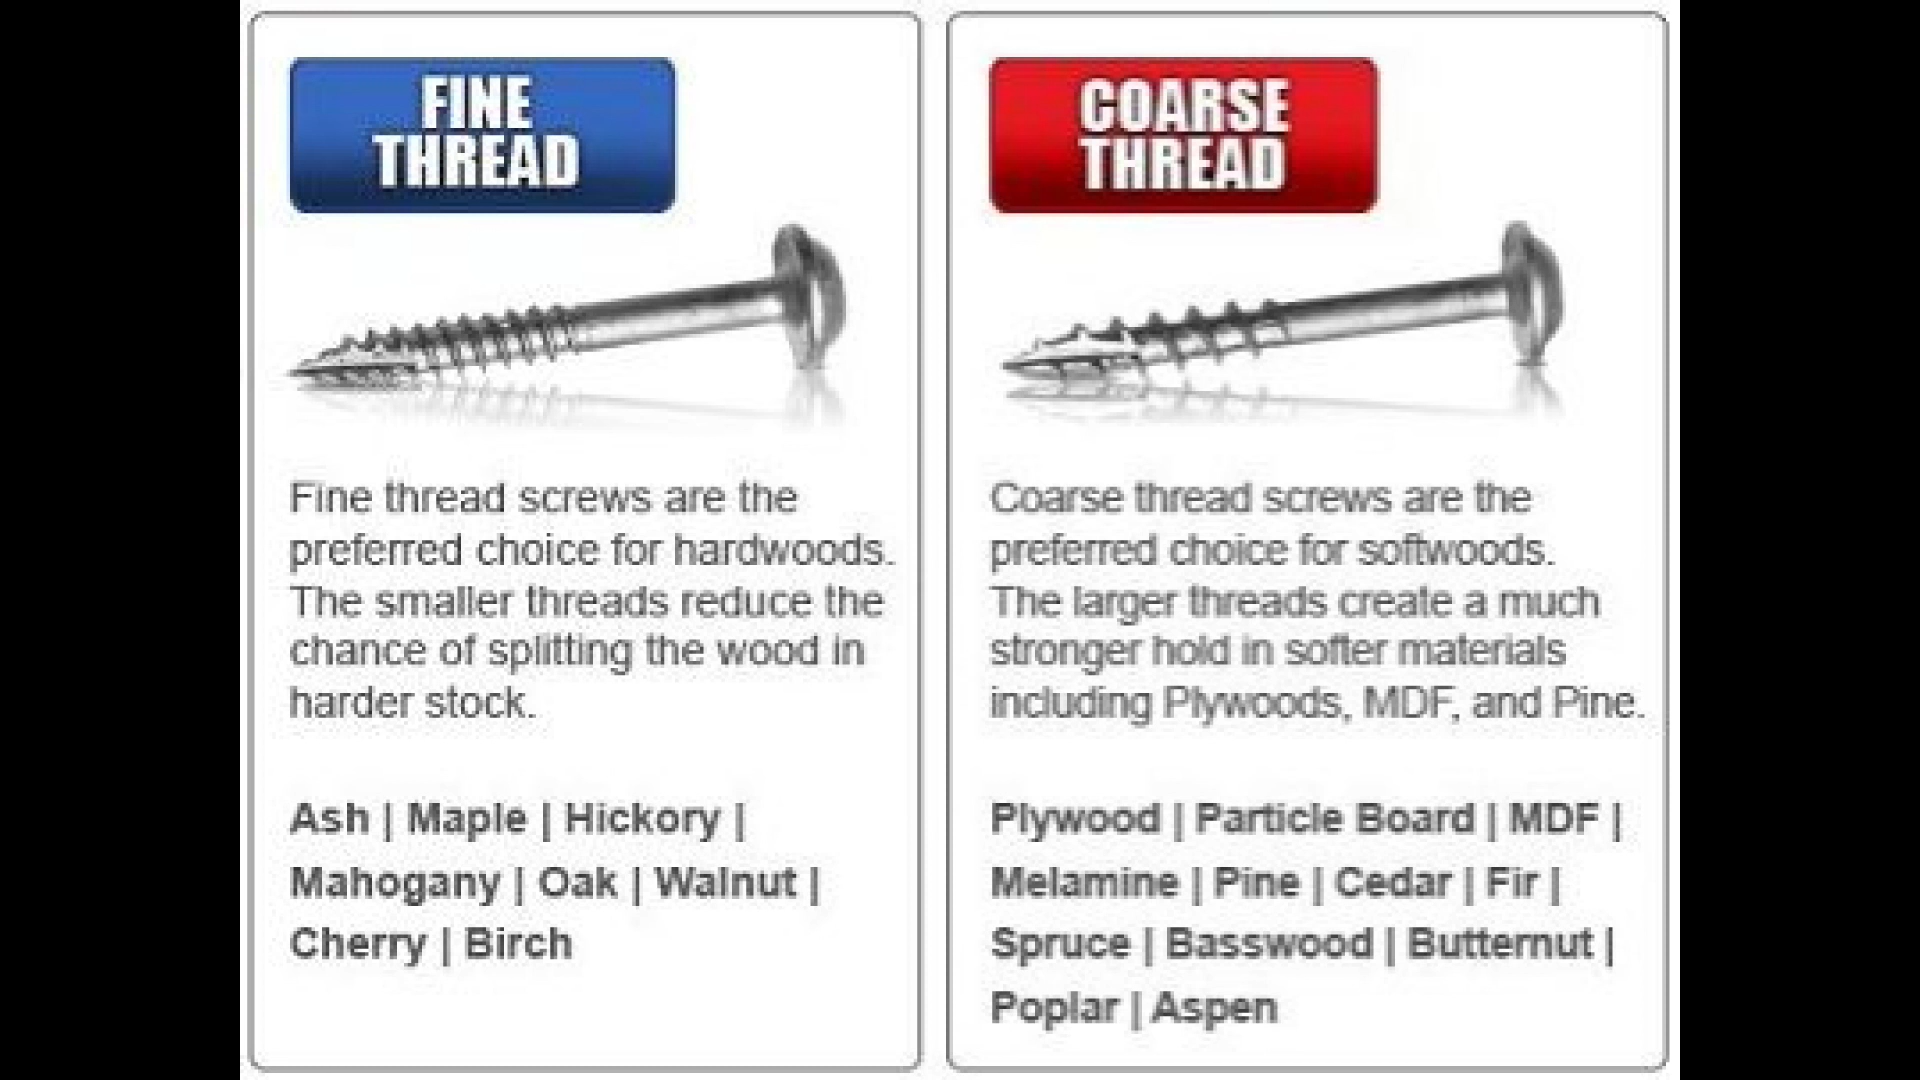 FINE
THREAD
Fine thread screws are the
preferred choice for hardwoods.
The smaller threads reduce the
chance of splitting the wood in
harder stock.
Ash | Maple | Hickory |
Mahogany | Oak | Walnut |
Cherry | Birch
COARSE
THREAD
Coarse thread screws are the
preferred choice for softwoods.
The larger threads create a much
stronger hold in softer materials
including Plywoods, MDF, and Pine.
Plywood | Particle Board | MDF |
Melamine | Pine | Cedar | Fir |
Spruce | Basswood | Butternut |
Poplar | Aspen